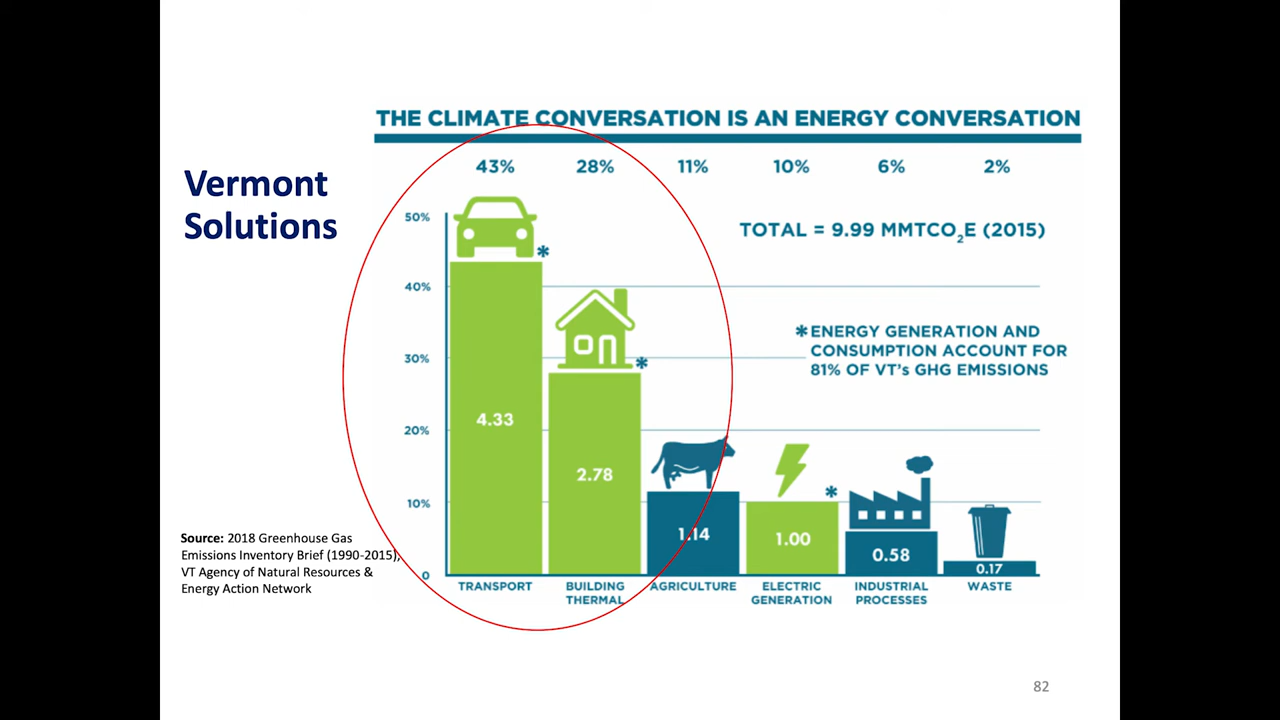 THE CLIMATE CONVERSATION IS AN ENERGY CONVERSATION
Vermont
Solutions
43% 28% 11% 10% 6% 2%
TOTAL = 9.99 MMTCO₂E (2015)
50%
40%
30%
20%
10%
0
*
*
*
* ENERGY GENERATION AND
CONSUMPTION ACCOUNT FOR
81% OF VT's GHG EMISSIONS
4.33
2.78
1.14
1.00
0.58
0.17
TRANSPORT
BUILDING
THERMAL
AGRICULTURE
ELECTRIC
GENERATION
INDUSTRIAL
PROCESSES
WASTE
Source: 2018 Greenhouse Gas
Emissions Inventory Brief (1990-2015),
VT Agency of Natural Resources &
Energy Action Network
82